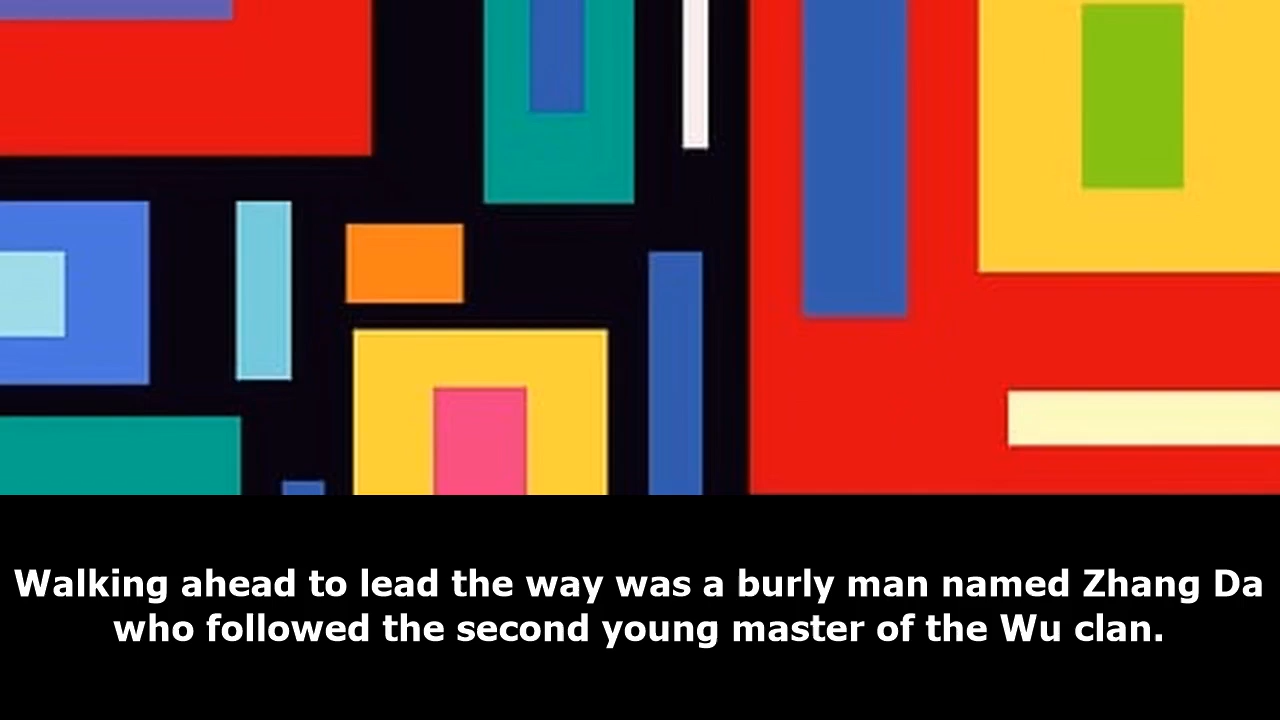 Walking ahead to lead the way was a burly man named Zhang Da
who followed the second young master of the Wu clan.